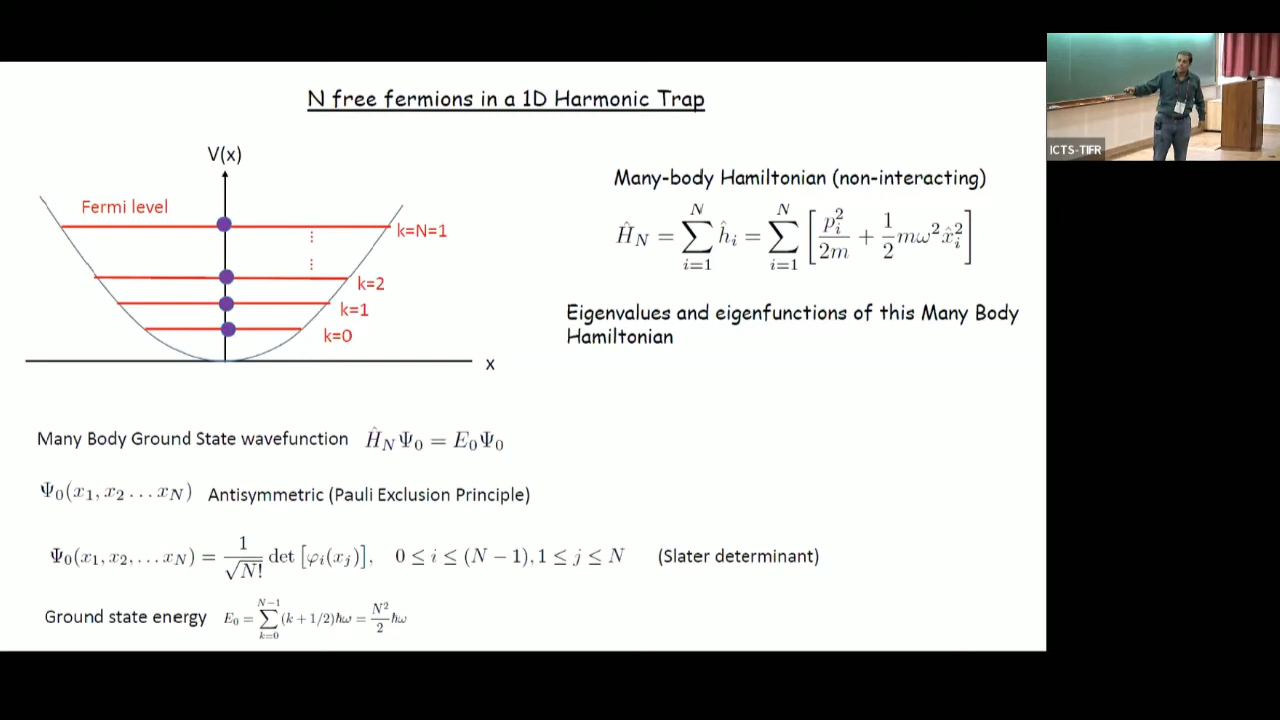 N free fermions in a 1D Harmonic Trap
V(x)
Fermi level
k=N=1
k=2
k=1
k=0
x
Many-body Hamiltonian (non-interacting)
$\hat{H}_N = \sum_{i=1}^{N} \hat{h}_i = \sum_{i=1}^{N} \left[ \frac{p_i^2}{2m} + \frac{1}{2} m\omega^2 \hat{x}_i^2 \right]$
Eigenvalues and eigenfunctions of this Many Body
Hamiltonian
Many Body Ground State wavefunction $\hat{H}_N \Psi_0 = E_0 \Psi_0$
$\Psi_0(x_1, x_2 \ldots x_N)$ Antisymmetric (Pauli Exclusion Principle)
$\Psi_0(x_1, x_2, \ldots x_N) = \frac{1}{\sqrt{N!}} \det [\varphi_i(x_j)], \quad 0 \leq i \leq (N-1), 1 \leq j \leq N$ (Slater determinant)
Ground state energy $E_0 = \sum_{k=0}^{N-1} (k + 1/2)\hbar\omega = \frac{N^2}{2} \hbar\omega$
ICTS-TIFR